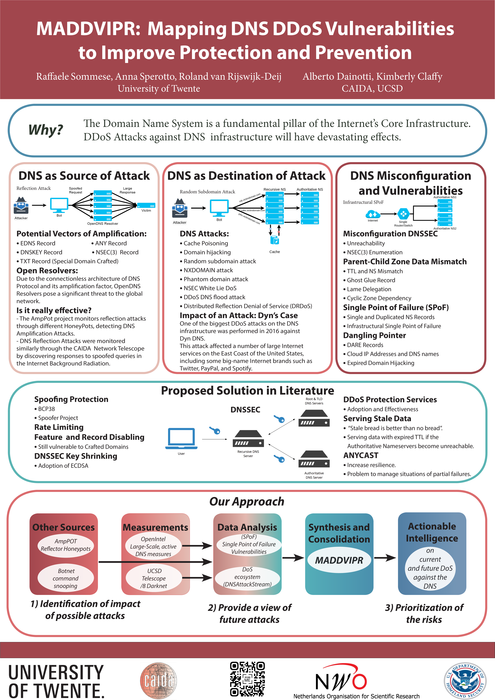 MADDVIPR: Mapping DNS DDoS Vulnerabilities
to Improve Protection and Prevention
Raffaele Sommese, Anna Sperotto, Roland van Rijswijk-Deij
University of Twente
Alberto Dainotti, Kimberly Claffy
CAIDA, UCSD
Why?
The Domain Name System is a fundamental pillar of the Internet's Core Infrastructure.
DDoS Attacks against DNS infrastructure will have devastating effects.
DNS as Source of Attack
Reflection Attack
Spoofed
Request
Large
Response
Attacker
Bot
OpenDNS Resolver
Victim
Potential Vectors of Amplification:
• EDNS Record
• ANY Record
• DNSKEY Record
• NSEC(3) Record
• TXT Record (Special Domain Crafted)
Open Resolvers:
Due to the connectionless architecture of DNS
Protocol and its amplification factor, OpenDNS
Resolvers pose a significant threat to the global
network.
Is it really effective?
- The AmpPot project monitors reflection attacks
through different HoneyPots, detecting DNS
Amplification Attacks.
- DNS Reflection Attacks were monitored
similarly through the CAIDA Network Telescope
by discovering responses to spoofed queries in
the Internet Background Radiation.
DNS as Destination of Attack
Random Subdomain Attack
Recursive NS
Authoritative NS
Attacker
Bot
Cache
DNS Attacks:
• Cache Poisoning
• Domain hijacking
• Random subdomain attack
• NXDOMAIN attack
• Phantom domain attack
• NSEC White Lie DoS
• DDoS DNS flood attack
• Distributed Reflection Denial of Service (DRDoS)
Impact of an Attack: Dyn's Case
One of the biggest DDoS attacks on the DNS
infrastructure was performed in 2016 against
Dyn DNS.
This attack affected a number of large Internet
services on the East Coast of the United States,
including some big-name Internet brands such as
Twitter, PayPal, and Spotify.
DNS Misconfiguration
and Vulnerabilities
Infrastructural SPoF
Internet
Misconfiguration DNSSEC
• Unreachability
• NSEC(3) Enumeration
Parent-Child Zone Data Mismatch
• TTL and NS Mismatch
• Ghost Glue Record
• Lame Delegation
• Cyclic Zone Dependency
Single Point of Failure (SPoF)
• Single and Duplicated NS Records
• Infrastructural Single Point of Failure
Dangling Pointer
• DARE Records
• Cloud IP Addresses and DNS names
• Expired Domain Hijacking
Proposed Solution in Literature
Spoofing Protection
• BCP38
• Spoofer Project
Rate Limiting
Feature and Record Disabling
• Still vulnerable to Crafted Domains
DNSSEC Key Shrinking
• Adoption of ECDSA
DNSSEC
User
Recursive DNS
Server
Root & TLD
DNS Servers
Authoritative
DNS Server
DDoS Protection Services
• Adoption and Effectiveness
Serving Stale Data
• "Stale bread is better than no bread".
• Serving data with expired TTL if the
Authoritative Nameservers become unreachable.
ANYCAST
• Increase resilience.
• Problem to manage situations of partial failures.
Our Approach
Other Sources
AmpPOT
Reflector Honeypots
Botnet
command
snooping
Measurements
OpenIntel
Large-Scale, active
DNS measures
UCSD
Telescope
/8 Darknet
Data Analysis
(SPoF)
Single Point of Failure
Vulnerabilities
DoS
ecosystem
(DNSAttackStream)
Synthesis and
Consolidation
MADDVIPR
Actionable
Intelligence
on
current
and future DoS
against the
DNS
1) Identification of impact
of possible attacks
2) Provide a view of
future attacks
3) Prioritization of
the risks
UNIVERSITY
OF TWENTE.
caida
NWO
Netherlands Organisation for Scientific Research